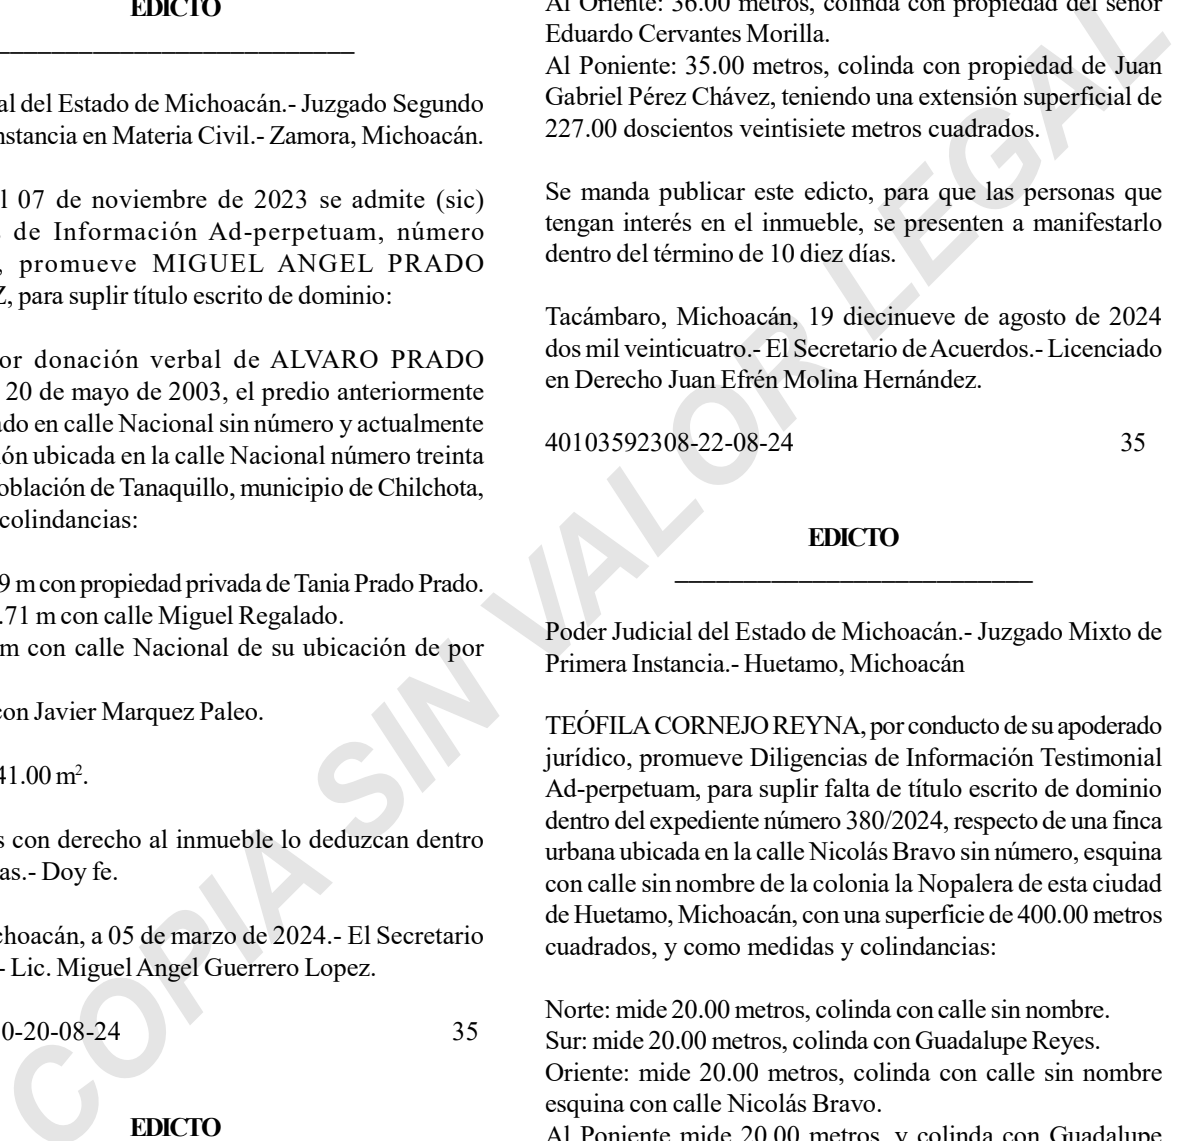 EDICTO
al del Estado de Michoacán.- Juzgado Segundo
nstancia en Materia Civil.- Zamora, Michoacán.
l 07 de noviembre de 2023 se admite (sic)
de Información Ad-perpetuam, número
, promueve MIGUEL ANGEL PRADO
Z, para suplir título escrito de dominio:
or donación verbal de ALVARO PRADO
20 de mayo de 2003, el predio anteriormente
ado en calle Nacional sin número y actualmente
ión ubicada en la calle Nacional número treinta
oblación de Tanaquillo, municipio de Chilchota,
colindancias:
9 m con propiedad privada de Tania Prado Prado.
.71 m con calle Miguel Regalado.
m con calle Nacional de su ubicación de por
con Javier Marquez Paleo.
41.00 m².
s con derecho al inmueble lo deduzcan dentro
as.- Doy fe.
choacán, a 05 de marzo de 2024.- El Secretario
- Lic. Miguel Angel Guerrero Lopez.
0-20-08-24 35
EDICTO
Al Oriente: 36.00 metros, colinda con propiedad del señor
Eduardo Cervantes Morilla.
Al Poniente: 35.00 metros, colinda con propiedad de Juan
Gabriel Pérez Chávez, teniendo una extensión superficial de
227.00 doscientos veintisiete metros cuadrados.
Se manda publicar este edicto, para que las personas que
tengan interés en el inmueble, se presenten a manifestarlo
dentro del término de 10 diez días.
Tacámbaro, Michoacán, 19 diecinueve de agosto de 2024
dos mil veinticuatro.- El Secretario de Acuerdos.- Licenciado
en Derecho Juan Efrén Molina Hernández.
40103592308-22-08-24 35
EDICTO
Poder Judicial del Estado de Michoacán.- Juzgado Mixto de
Primera Instancia.- Huetamo, Michoacán
TEÓFILA CORNEJO REYNA, por conducto de su apoderado
jurídico, promueve Diligencias de Información Testimonial
Ad-perpetuam, para suplir falta de título escrito de dominio
dentro del expediente número 380/2024, respecto de una finca
urbana ubicada en la calle Nicolás Bravo sin número, esquina
con calle sin nombre de la colonia la Nopalera de esta ciudad
de Huetamo, Michoacán, con una superficie de 400.00 metros
cuadrados, y como medidas y colindancias:
Norte: mide 20.00 metros, colinda con calle sin nombre.
Sur: mide 20.00 metros, colinda con Guadalupe Reyes.
Oriente: mide 20.00 metros, colinda con calle sin nombre
esquina con calle Nicolás Bravo.
Al Poniente mide 20.00 metros, y colinda con Guadalupe
COPIA SIN VALOR LEGAL